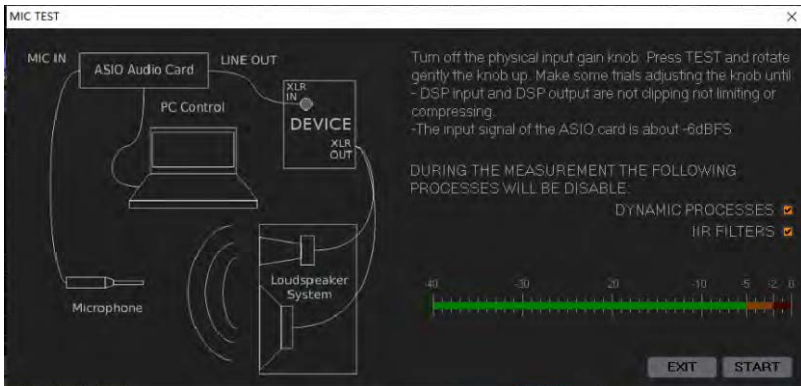 MIC TEST
MIC IN
ASIO Audio Card
LINE OUT
PC Control
XLR
IN
DEVICE
XLR
OUT
Loudspeaker
System
Microphone
Turn off the physical input gain knob. Press TEST and rotate
gently the knob up. Make some trials adjusting the knob until
- DSP input and DSP output are not clipping not limiting or
compressing.
-The input signal of the ASIO card is about -6dBFS
DURING THE MEASUREMENT THE FOLLOWING
PROCESSES WILL BE DISABLE:
DYNAMIC PROCESSES
IIR FILTERS
-40 -30 -20 -10 -5 -2 0
EXIT START